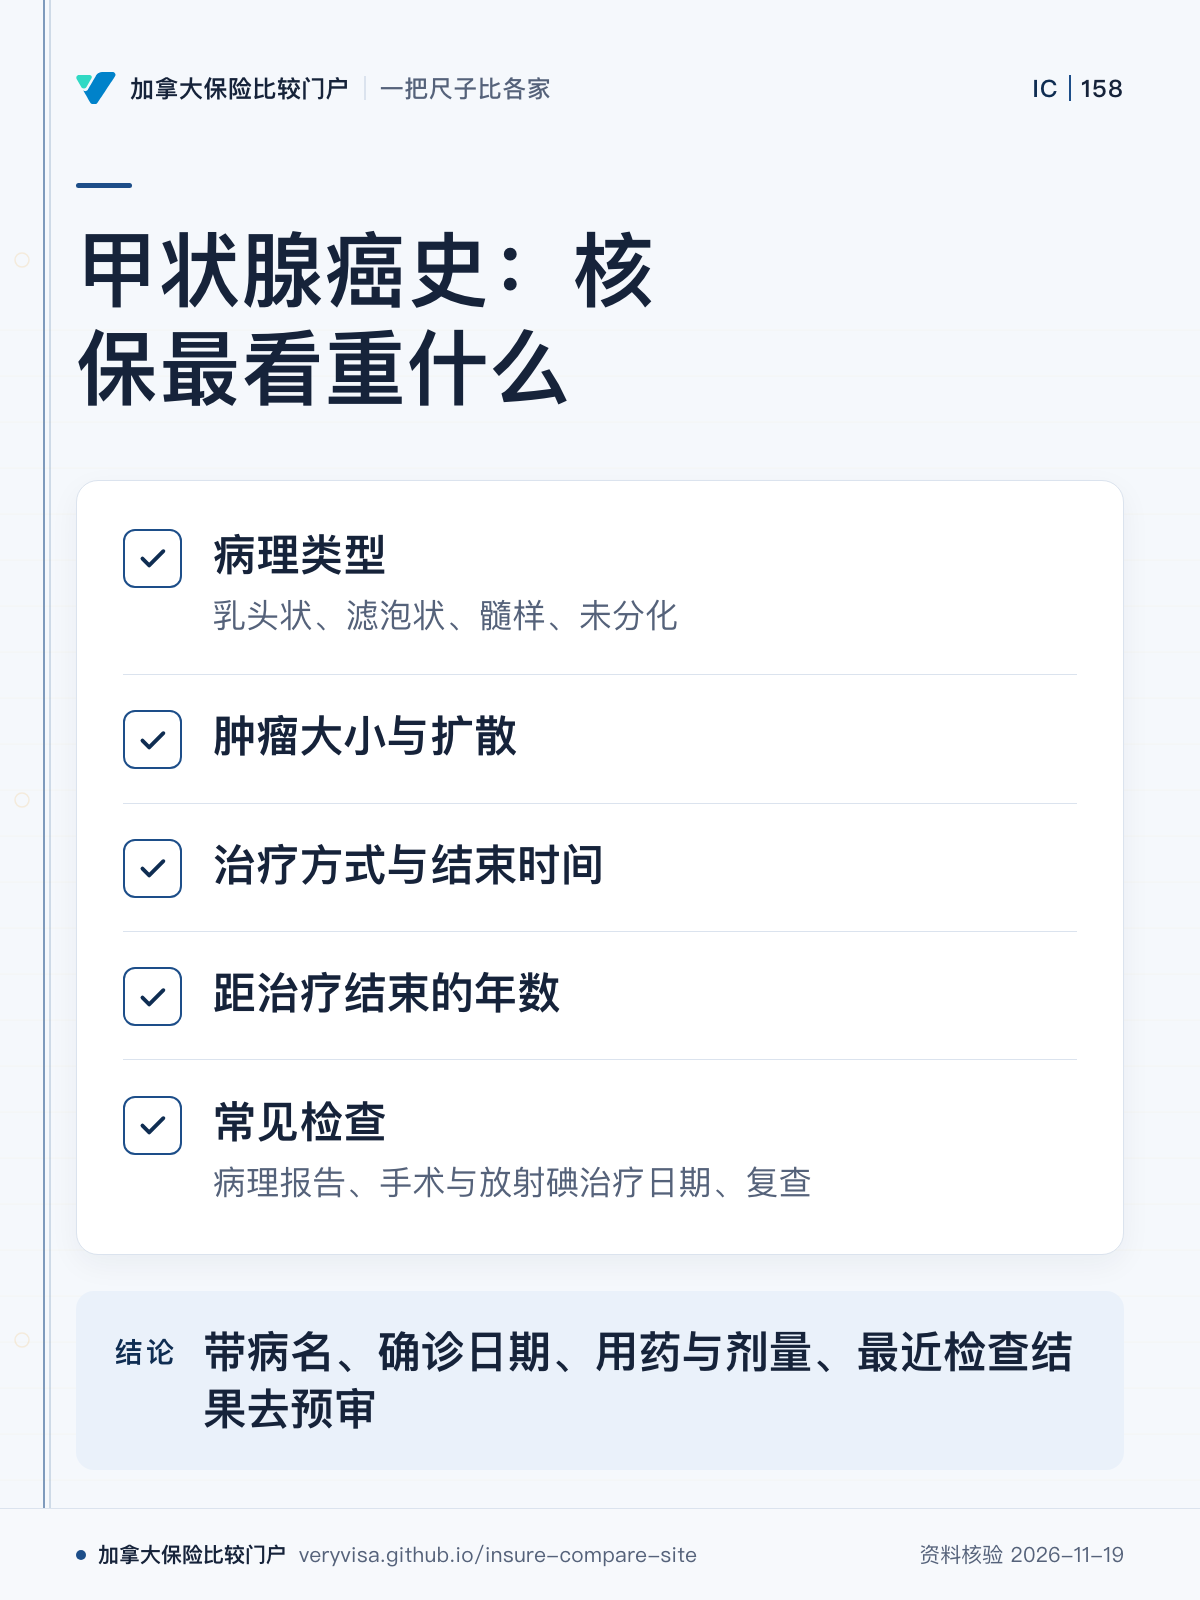 加拿大保险比较门户 一把尺子比各家
IC 158
甲状腺癌史：核
保最看重什么
病理类型
乳头状、滤泡状、髓样、未分化
肿瘤大小与扩散
治疗方式与结束时间
距治疗结束的年数
常见检查
病理报告、手术与放射碘治疗日期、复查
结论 带病名、确诊日期、用药与剂量、最近检查结
果去预审
加拿大保险比较门户 veryvisa.github.io/insure-compare-site
资料核验 2026-11-19